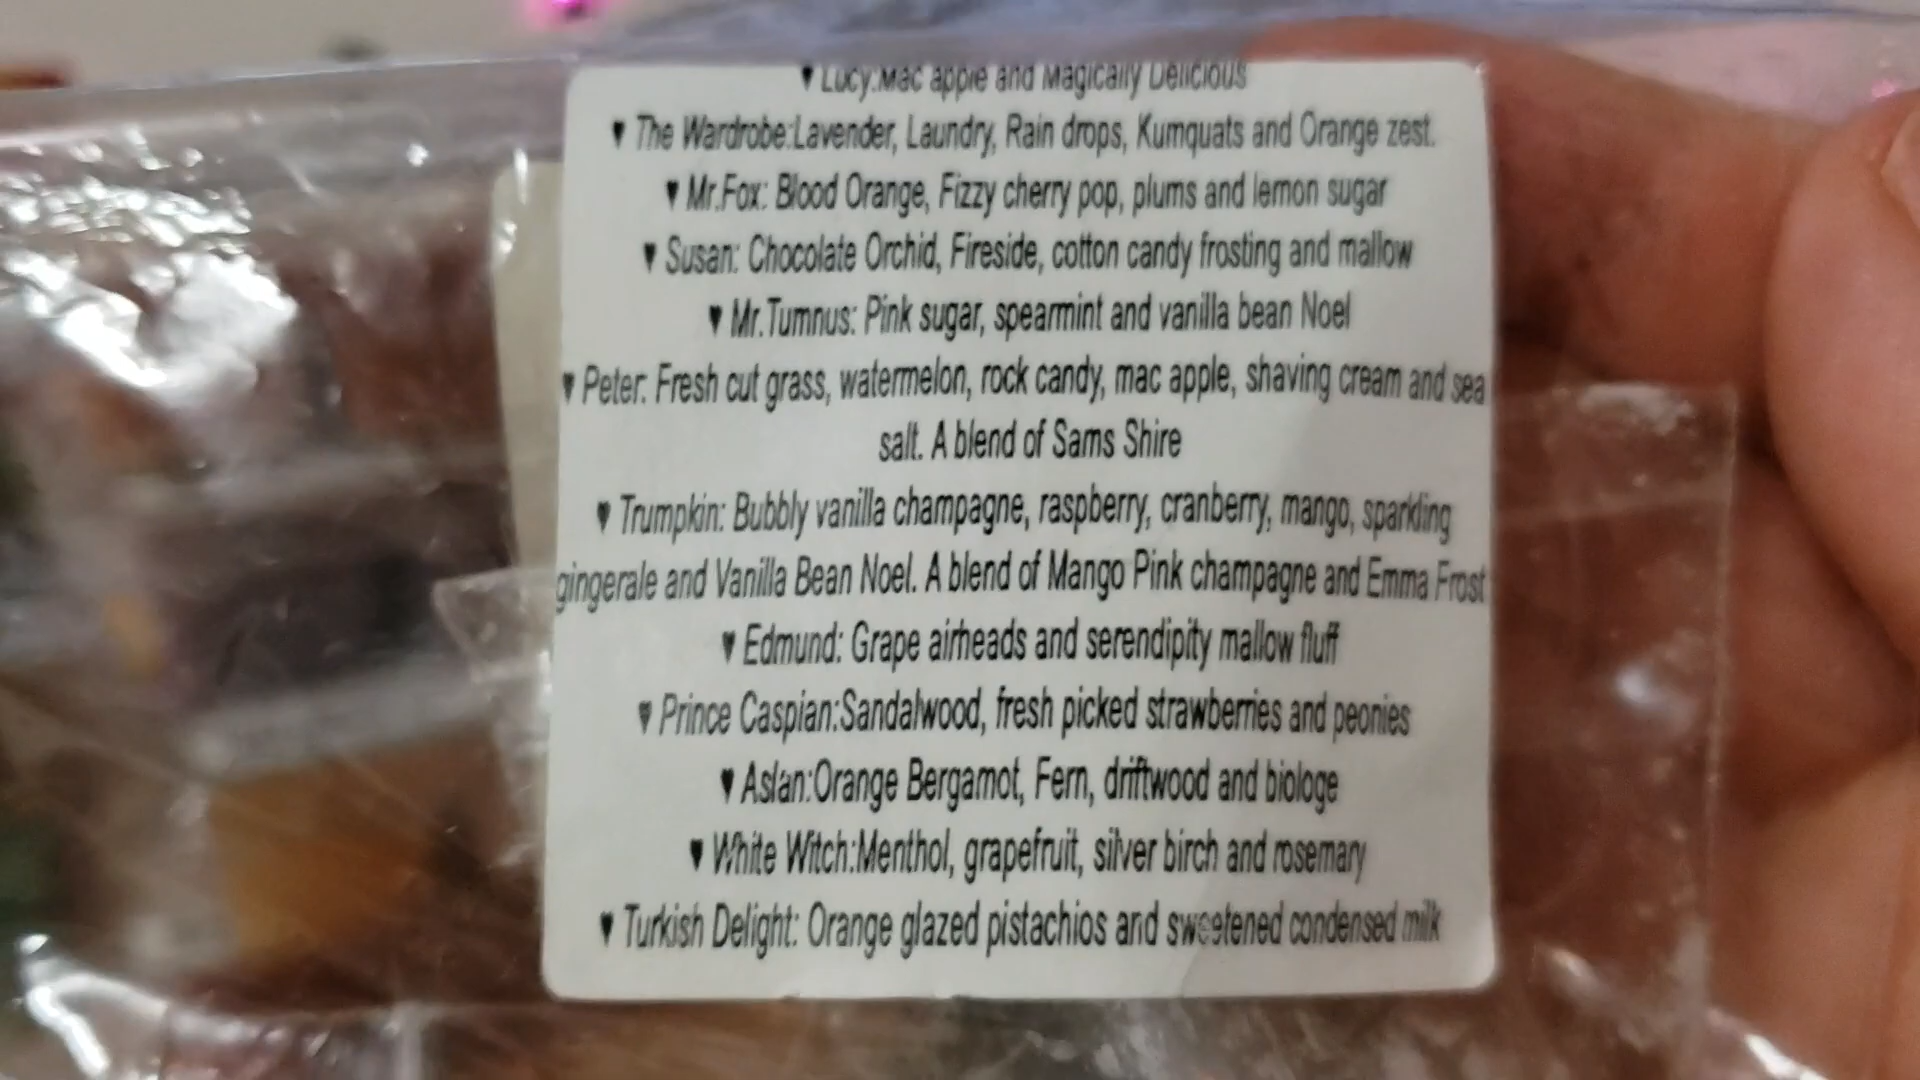 ♥ Lucy:Mac apple and Magically Delicious
♥ The Wardrobe:Lavender, Laundry, Rain drops, Kumquats and Orange zest.
♥ Mr.Fox: Blood Orange, Fizzy cherry pop, plums and lemon sugar
♥ Susan: Chocolate Orchid, Fireside, cotton candy frosting and mallow
♥ Mr.Tumnus: Pink sugar, spearmint and vanilla bean Noel
♥ Peter: Fresh cut grass, watermelon, rock candy, mac apple, shaving cream and sea
salt. A blend of Sams Shire
♥ Trumpkin: Bubbly vanilla champagne, raspberry, cranberry, mango, sparkling
gingerale and Vanilla Bean Noel. A blend of Mango Pink champagne and Emma Frost
♥ Edmund: Grape airheads and serendipity mallow fluff
♥ Prince Caspian:Sandalwood, fresh picked strawberries and peonies
♥ Aslan:Orange Bergamot, Fern, driftwood and biologe
♥ White Witch:Menthol, grapefruit, silver birch and rosemary
♥ Turkish Delight: Orange glazed pistachios and sweetened condensed milk